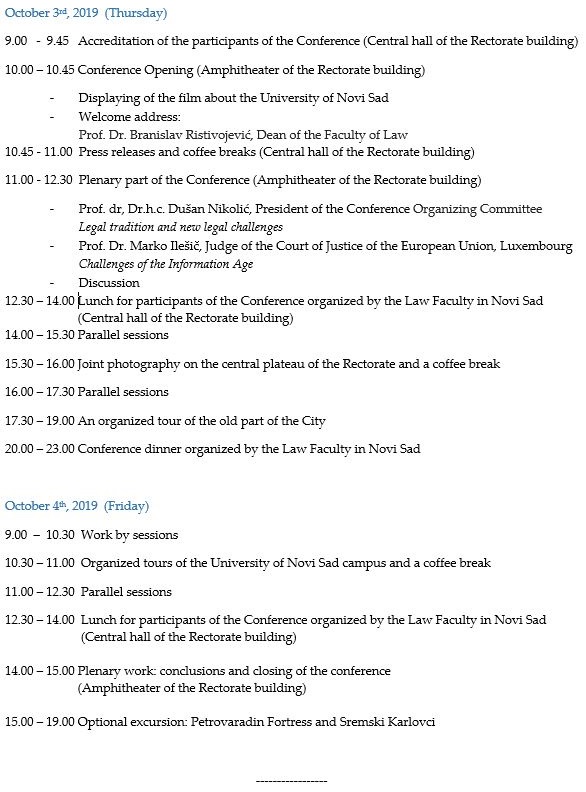 October 3rd, 2019 (Thursday)
9.00 - 9.45 Accreditation of the participants of the Conference (Central hall of the Rectorate building)
10.00 – 10.45 Conference Opening (Amphitheater of the Rectorate building)
- Displaying of the film about the University of Novi Sad
- Welcome address:
Prof. Dr. Branislav Ristivojević, Dean of the Faculty of Law
10.45 - 11.00 Press releases and coffee breaks (Central hall of the Rectorate building)
11.00 - 12.30 Plenary part of the Conference (Amphitheater of the Rectorate building)
- Prof. dr, Dr.h.c. Dušan Nikolić, President of the Conference Organizing Committee
Legal tradition and new legal challenges
- Prof. Dr. Marko Ilešič, Judge of the Court of Justice of the European Union, Luxembourg
Challenges of the Information Age
- Discussion
12.30 – 14.00 Lunch for participants of the Conference organized by the Law Faculty in Novi Sad
(Central hall of the Rectorate building)
14.00 – 15.30 Parallel sessions
15.30 – 16.00 Joint photography on the central plateau of the Rectorate and a coffee break
16.00 – 17.30 Parallel sessions
17.30 – 19.00 An organized tour of the old part of the City
20.00 – 23.00 Conference dinner organized by the Law Faculty in Novi Sad
October 4th, 2019 (Friday)
9.00 – 10.30 Work by sessions
10.30 – 11.00 Organized tours of the University of Novi Sad campus and a coffee break
11.00 – 12.30 Parallel sessions
12.30 – 14.00 Lunch for participants of the Conference organized by the Law Faculty in Novi Sad
(Central hall of the Rectorate building)
14.00 – 15.00 Plenary work: conclusions and closing of the conference
(Amphitheater of the Rectorate building)
15.00 – 19.00 Optional excursion: Petrovaradin Fortress and Sremski Karlovci
-----------------